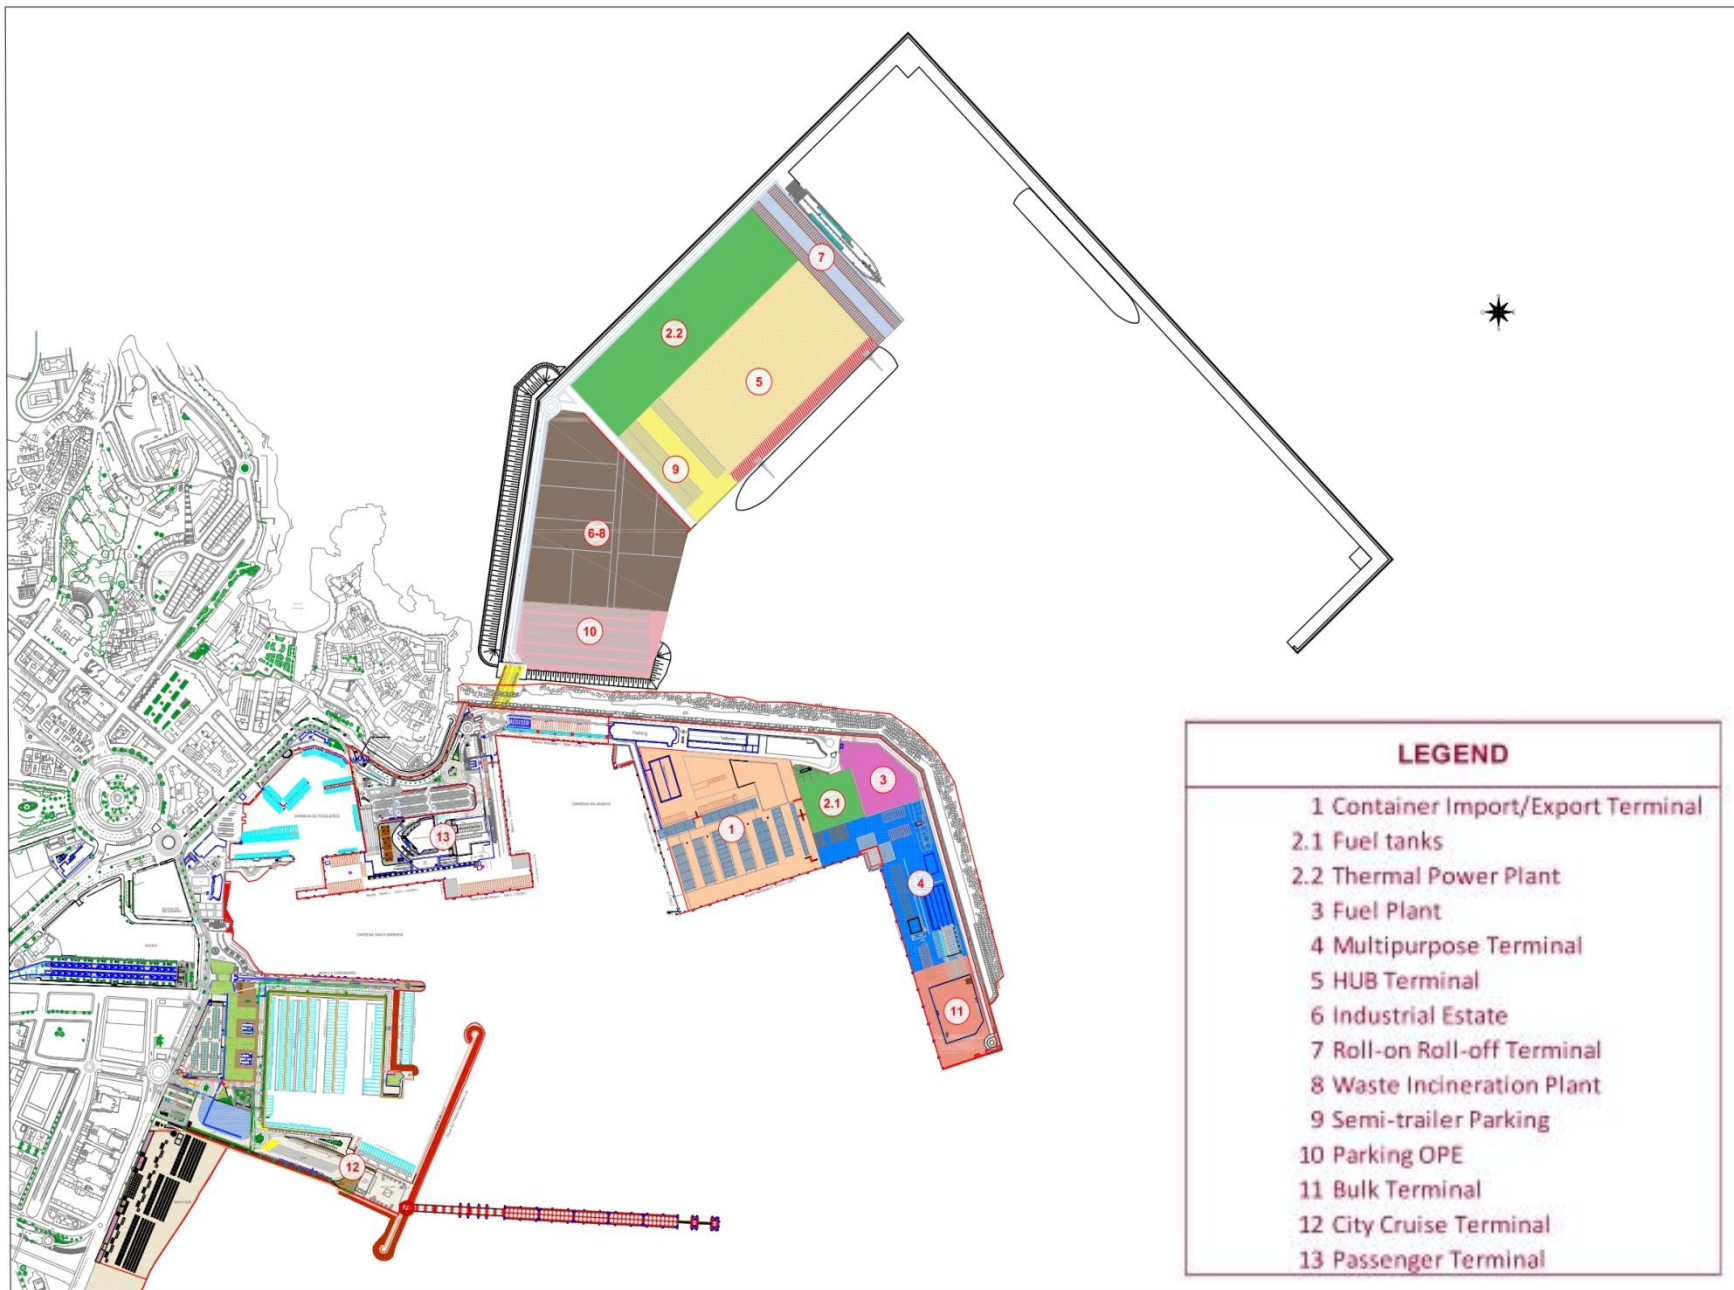 7
2.2
5
9
6-8
10
Parking
3
2.1
1
13
4
11
12
LEGEND
1 Container Import/Export Terminal
2.1 Fuel tanks
2.2 Thermal Power Plant
3 Fuel Plant
4 Multipurpose Terminal
5 HUB Terminal
6 Industrial Estate
7 Roll-on Roll-off Terminal
8 Waste Incineration Plant
9 Semi-trailer Parking
10 Parking OPE
11 Bulk Terminal
12 City Cruise Terminal
13 Passenger Terminal